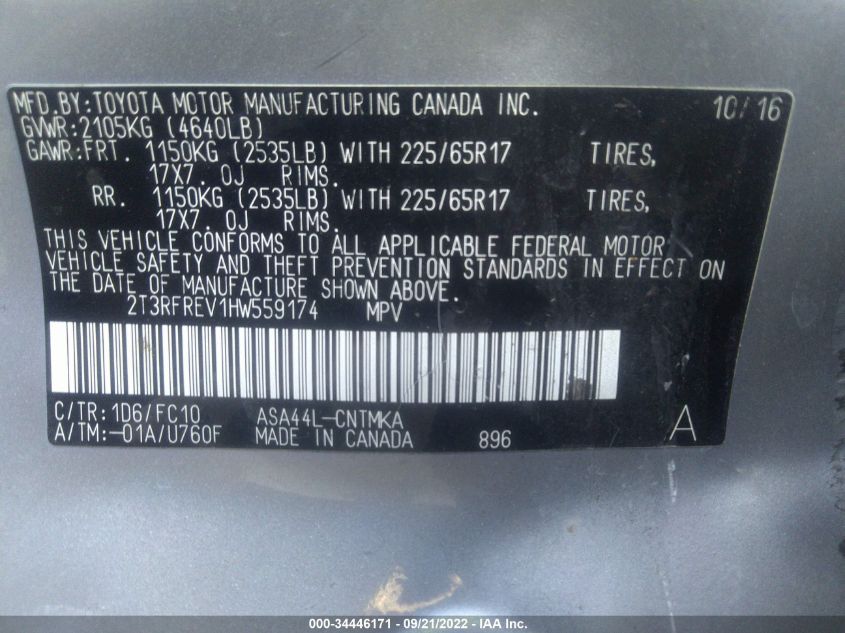 MFD.BY:TOYOTA MOTOR MANUFACTURING CANADA INC. 10/16
GVWR:2105KG (4640LB)
GAWR:FRT. 1150KG (2535LB) WITH 225/65R17 TIRES,
17X7.0J RIMS.
RR. 1150KG (2535LB) WITH 225/65R17 TIRES,
17X7.0J RIMS.
THIS VEHICLE CONFORMS TO ALL APPLICABLE FEDERAL MOTOR
VEHICLE SAFETY AND THEFT PREVENTION STANDARDS IN EFFECT ON
THE DATE OF MANUFACTURE SHOWN ABOVE.
2T3RFREV1HW559174 MPV
C/TR:1D6/FC10 ASA44L-CNTMKA
A/TM:-01A/U760F MADE IN CANADA 896 A
000-34446171 - 09/21/2022 - IAA Inc.